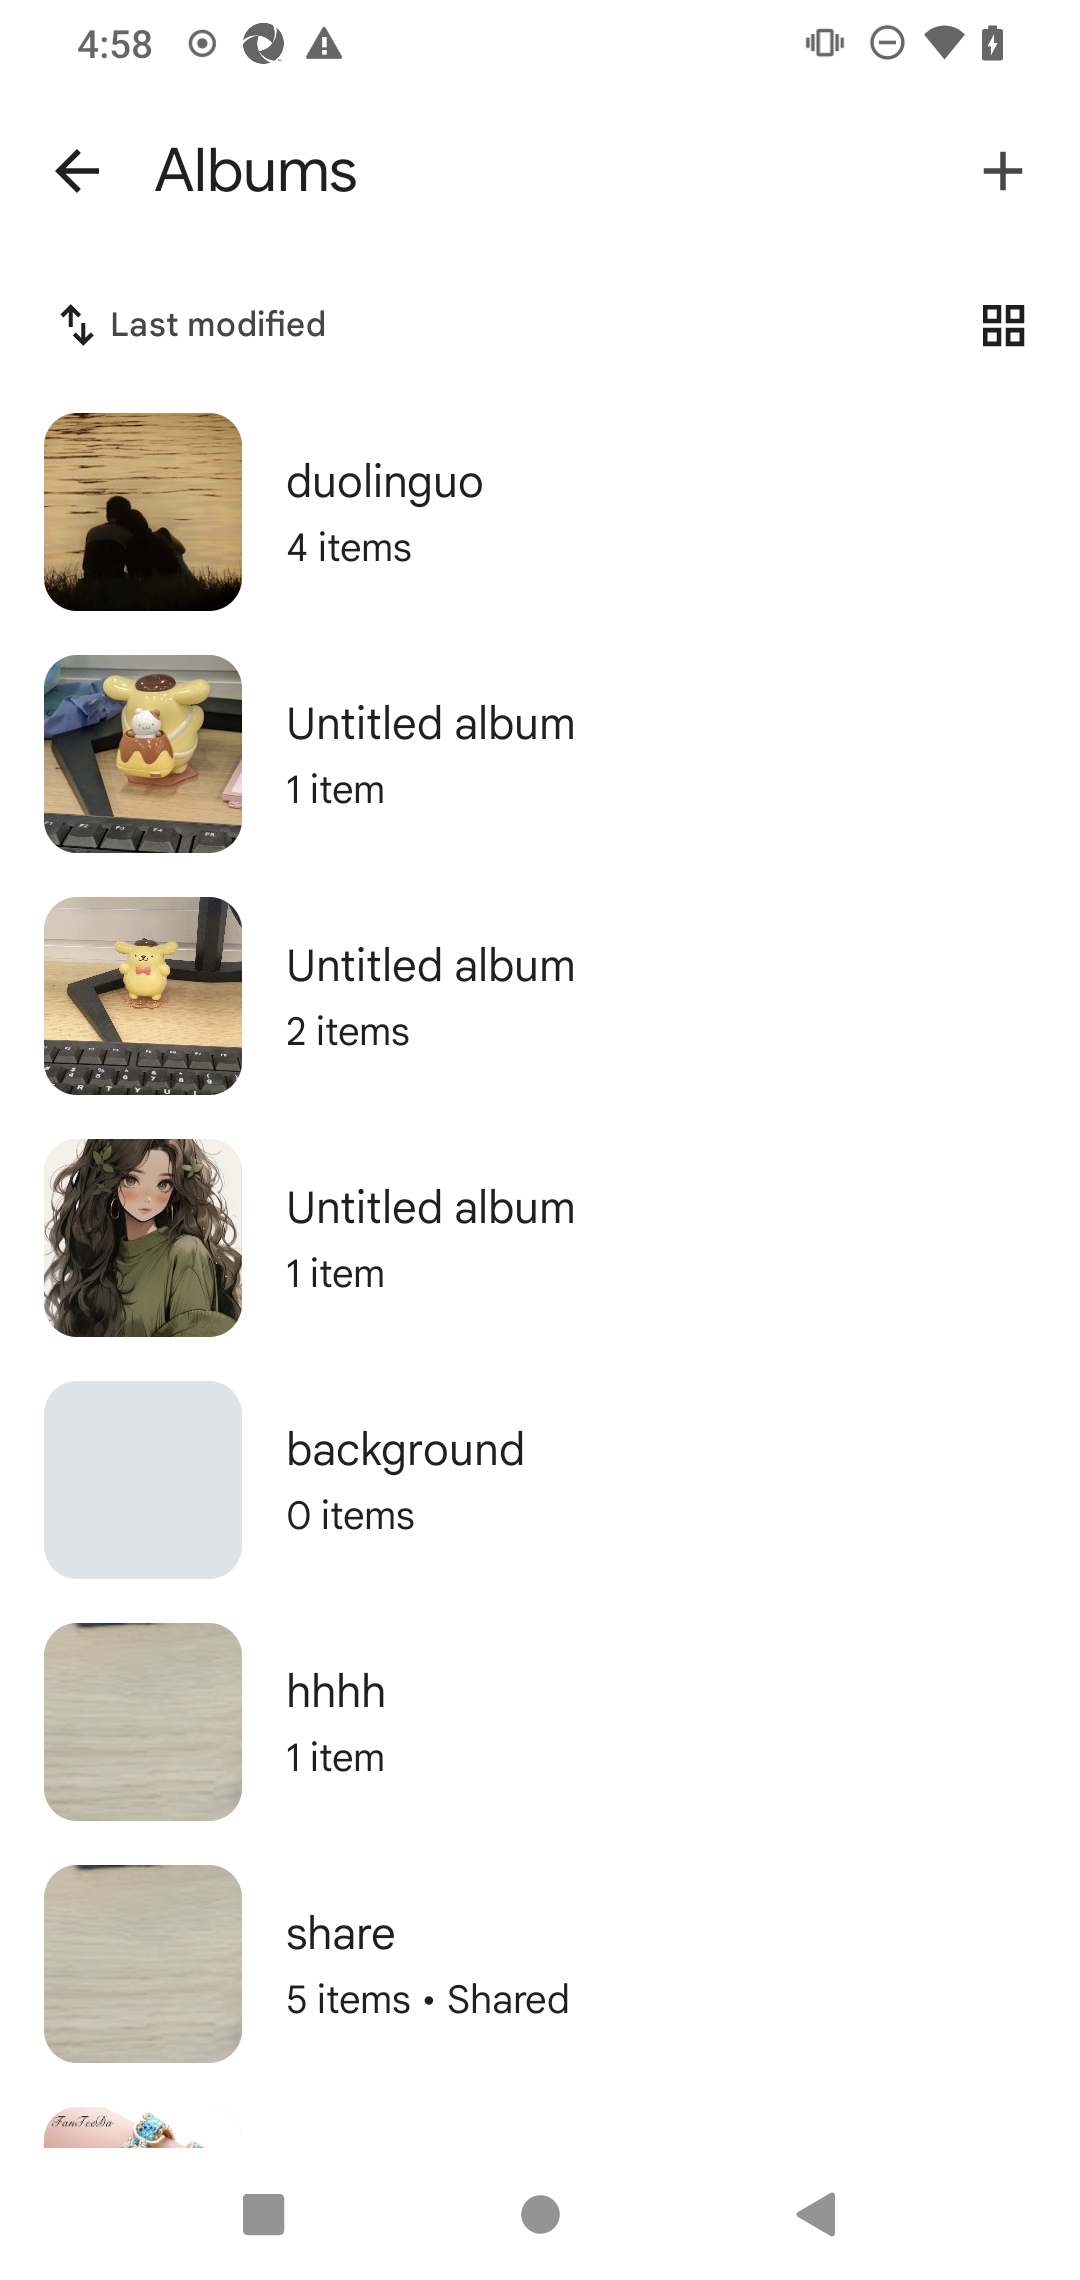 4:58
Albums
Last modified
duolinguo
4 items
Untitled album
1 item
Untitled album
2 items
Untitled album
1 item
background
0 items
hhhh
1 item
share
5 items • Shared
FanTeeDa